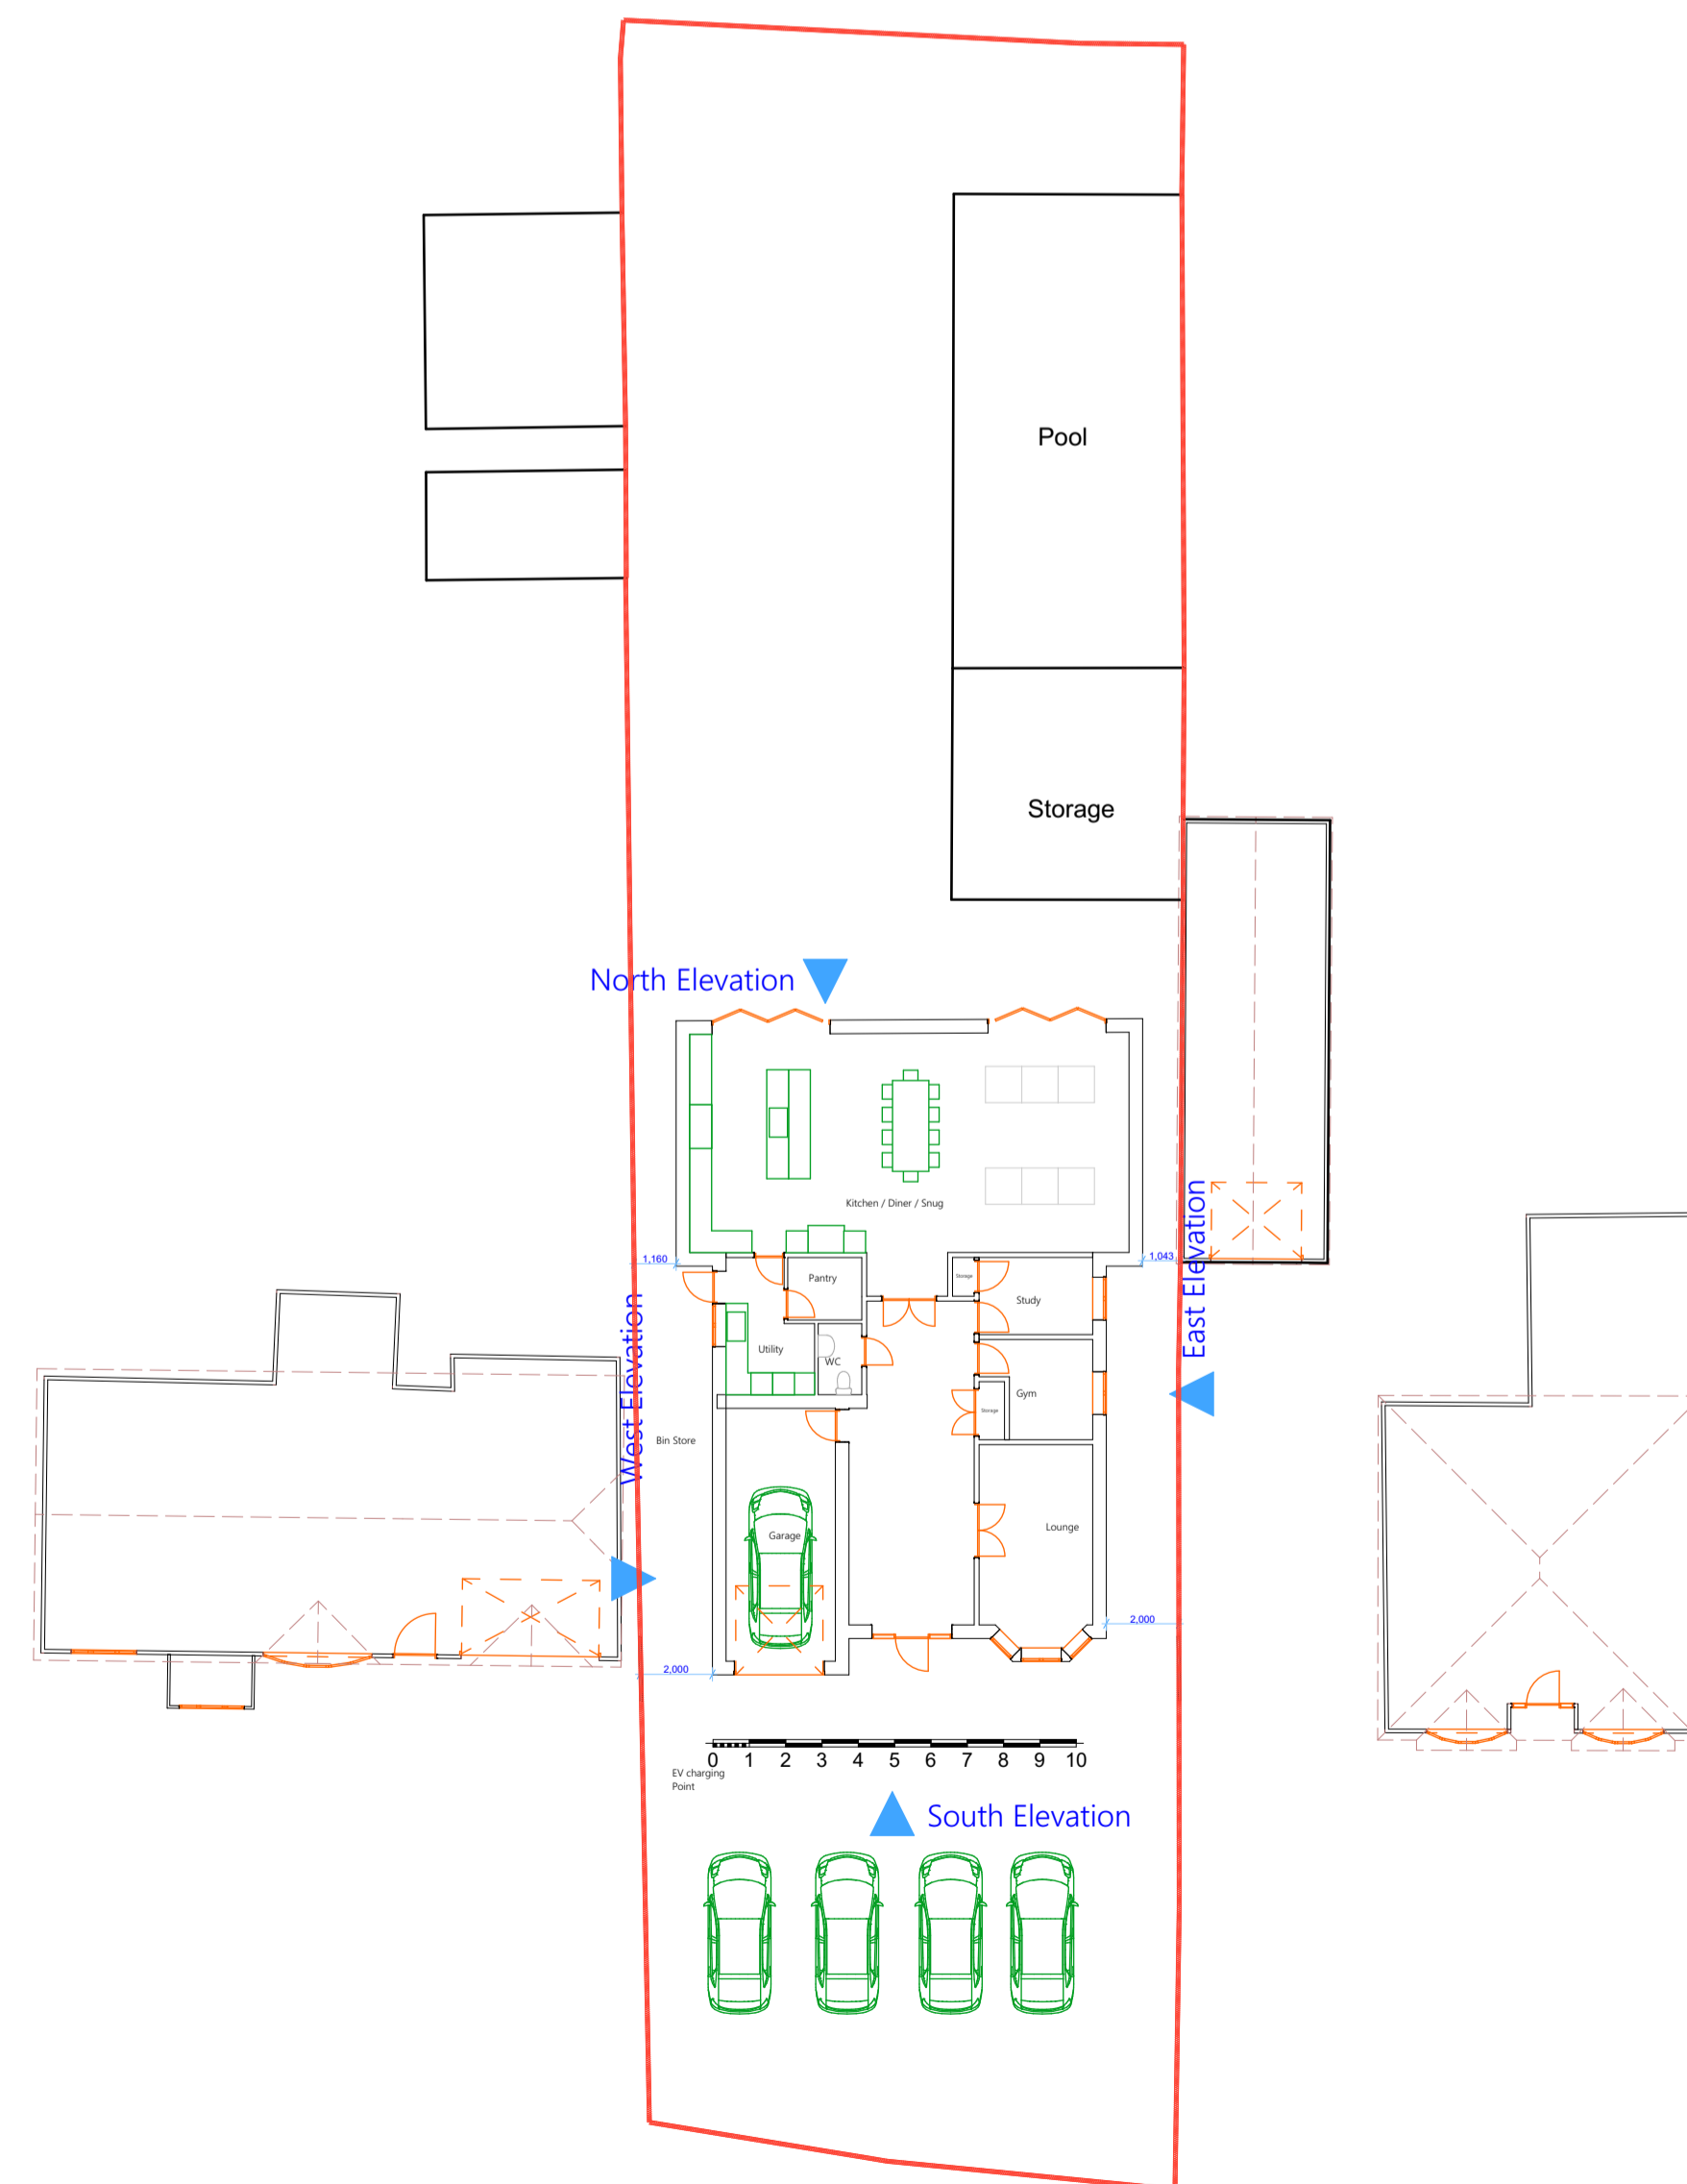 Pool
Storage
North Elevation
Kitchen / Diner / Snug
East Elevation
1,160
1,043
Pantry
Storage
Study
Utility
WC
Gym
Storage
West Elevation
Bin Store
Garage
Lounge
2,000
2,000
0 1 2 3 4 5 6 7 8 9 10
EV charging
Point
South Elevation